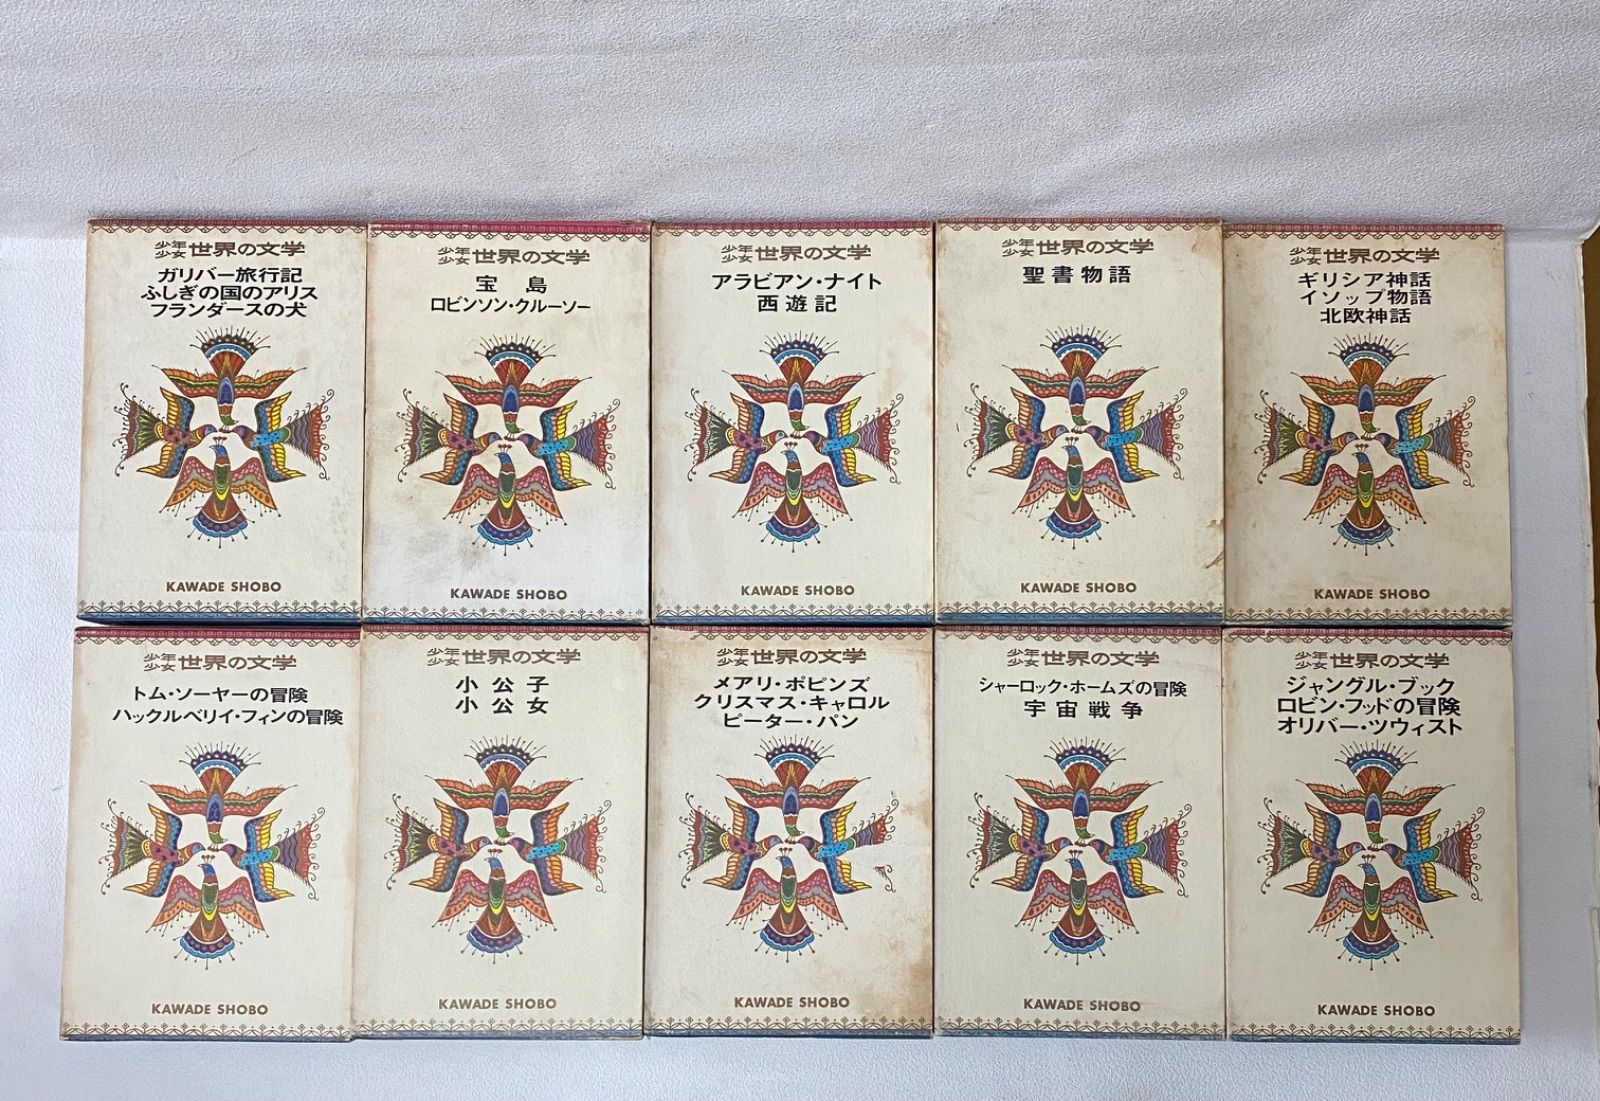 少年少女 世界の文学
ガリバー旅行記
ふしぎの国のアリス
フランダースの犬
KAWADE SHOBO
少年少女 世界の文学
宝島
ロビンソン・クルーソー
KAWADE SHOBO
少年少女 世界の文学
アラビアン・ナイト
西遊記
KAWADE SHOBO
少年少女 世界の文学
聖書物語
KAWADE SHOBO
少年少女 世界の文学
ギリシア神話
イソップ物語
北欧神話
KAWADE SHOBO
少年少女 世界の文学
トム・ソーヤーの冒険
ハックルベリイ・フィンの冒険
KAWADE SHOBO
少年少女 世界の文学
小公子
小公女
KAWADE SHOBO
少年少女 世界の文学
メアリ・ポピンズ
クリスマス・キャロル
ピーター・パン
KAWADE SHOBO
少年少女 世界の文学
シャーロック・ホームズの冒険
宇宙戦争
KAWADE SHOBO
少年少女 世界の文学
ジャングル・ブック
ロビン・フッドの冒険
オリバー・ツウィスト
KAWADE SHOBO